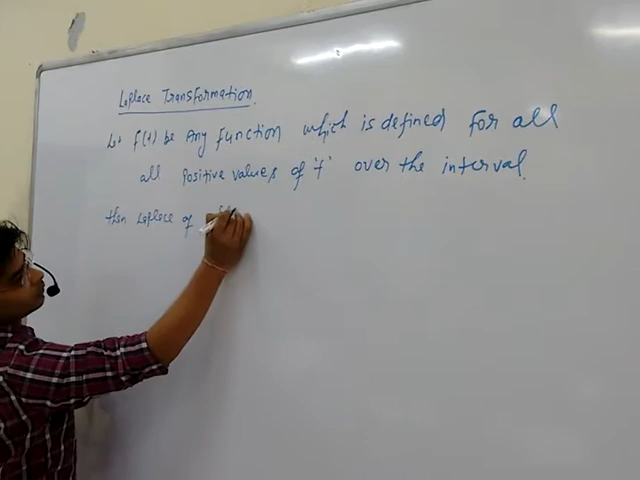 Laplace Transformation.
Let f(t) be Any function which is defined for all
all positive values of 't' over the interval.
then Laplace of